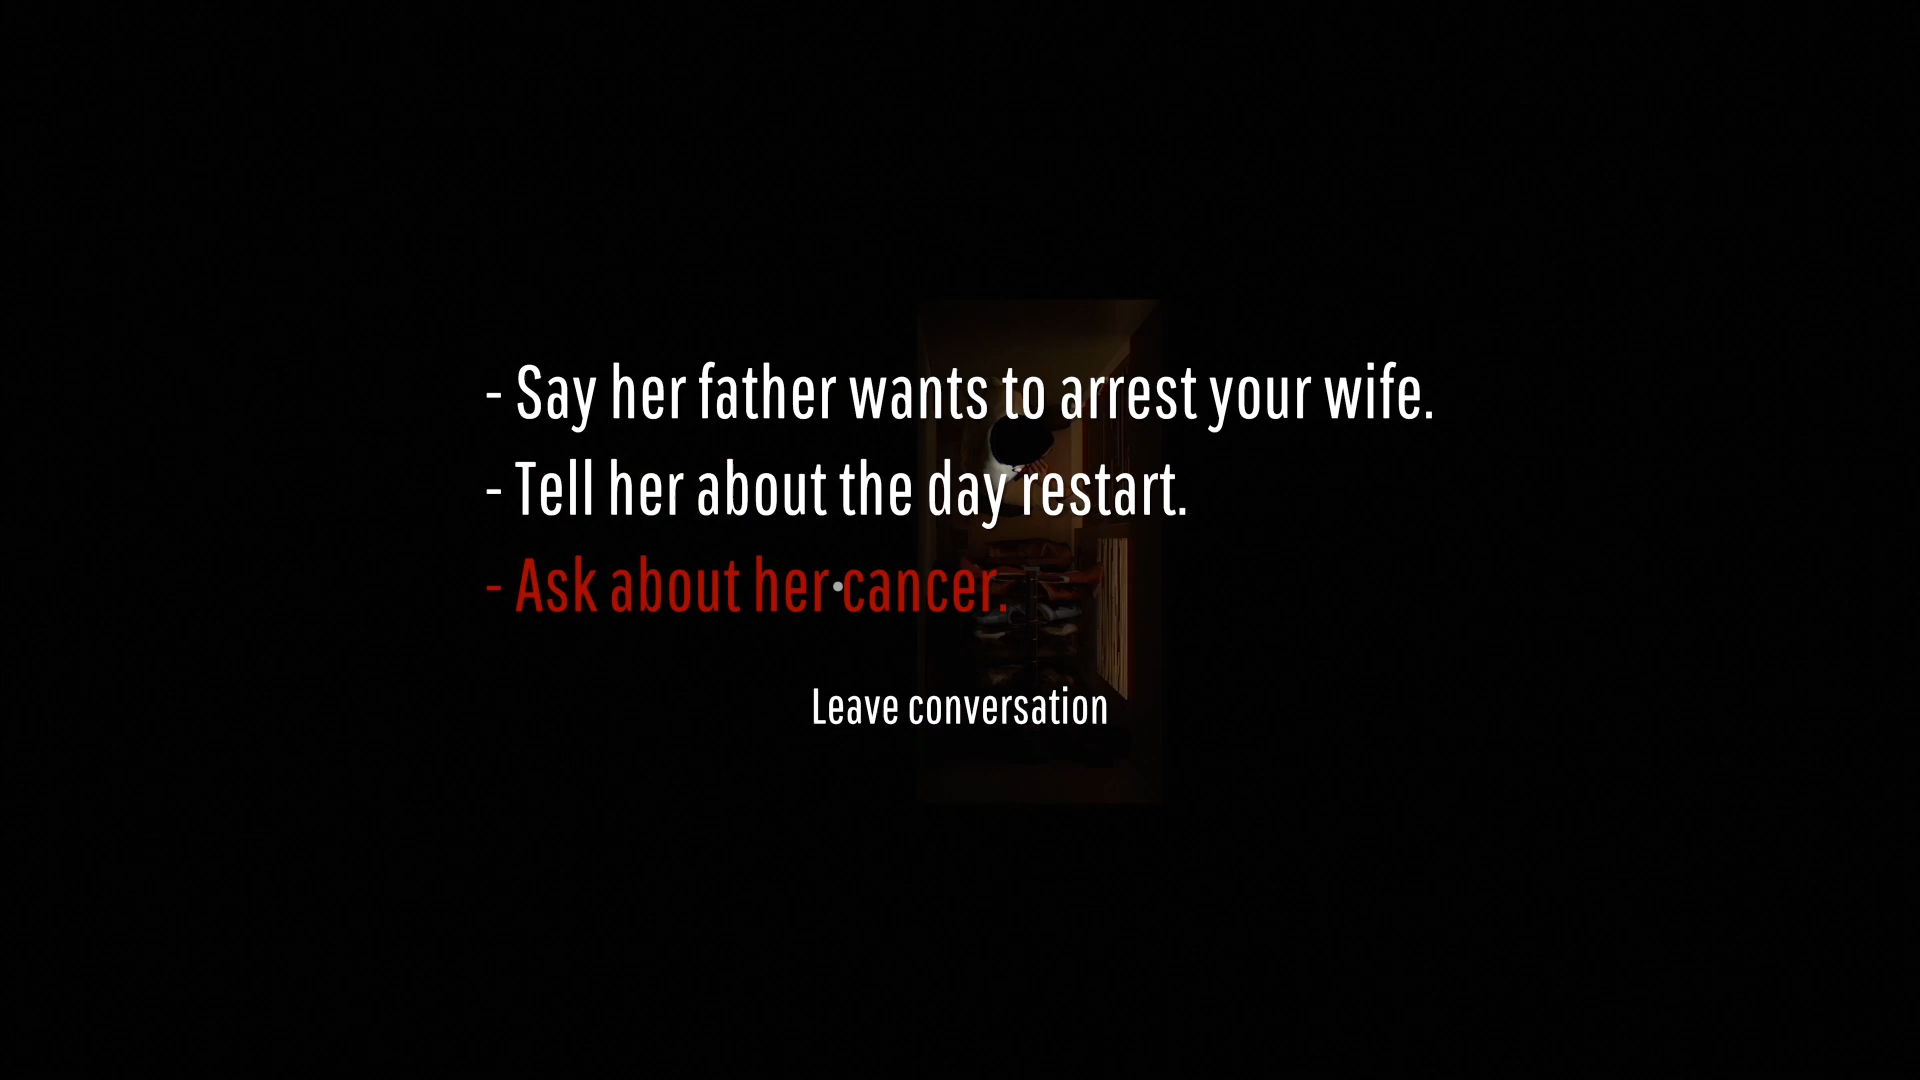 - Say her father wants to arrest your wife.
- Tell her about the day restart.
- Ask about her cancer.
Leave conversation